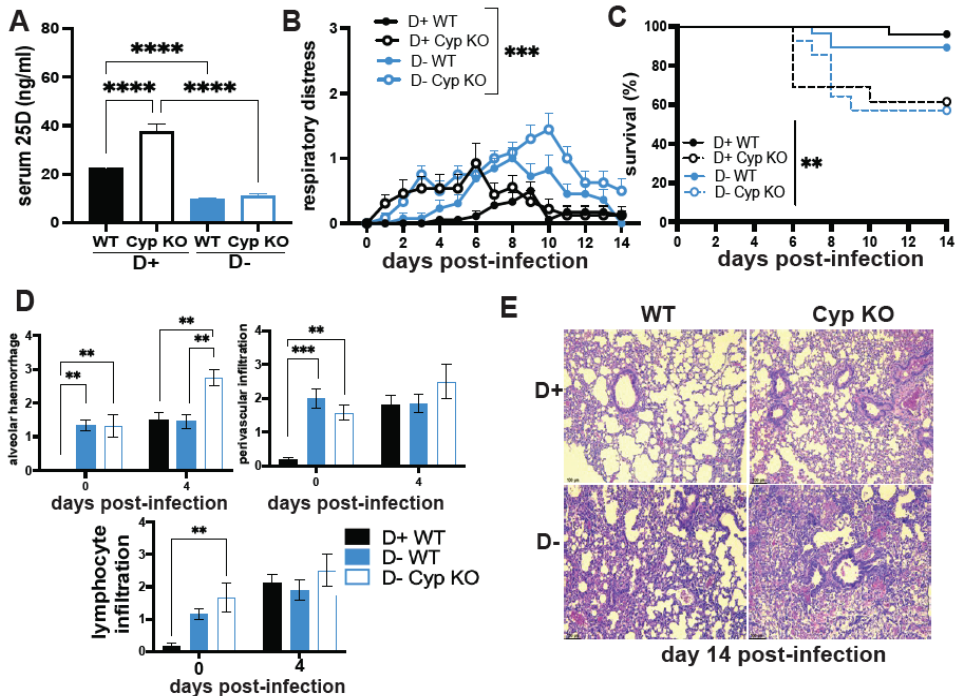 A
serum 25D (ng/ml)
80
60
40
20
0
****
****
****
WT Cyp KO WT Cyp KO
D+ D-
B
respiratory distress
3
2
1
0
D+ WT
D+ Cyp KO
D- WT
D- Cyp KO
***
0 2 4 6 8 10 12 14
days post-infection
C
survival (%)
100
80
60
40
20
0
D+ WT
D+ Cyp KO
D- WT
D- Cyp KO
**
0 2 4 6 8 10 12 14
days post-infection
D
alveolar haemorrhage
4
3
2
1
0
**
**
**
**
0 4
days post-infection
perivascular infiltration
4
3
2
1
0
**
***
0 4
days post-infection
lymphocyte
infiltration
4
3
2
1
0
**
0 4
days post-infection
D+ WT
D- WT
D- Cyp KO
E
WT Cyp KO
D+
D-
day 14 post-infection